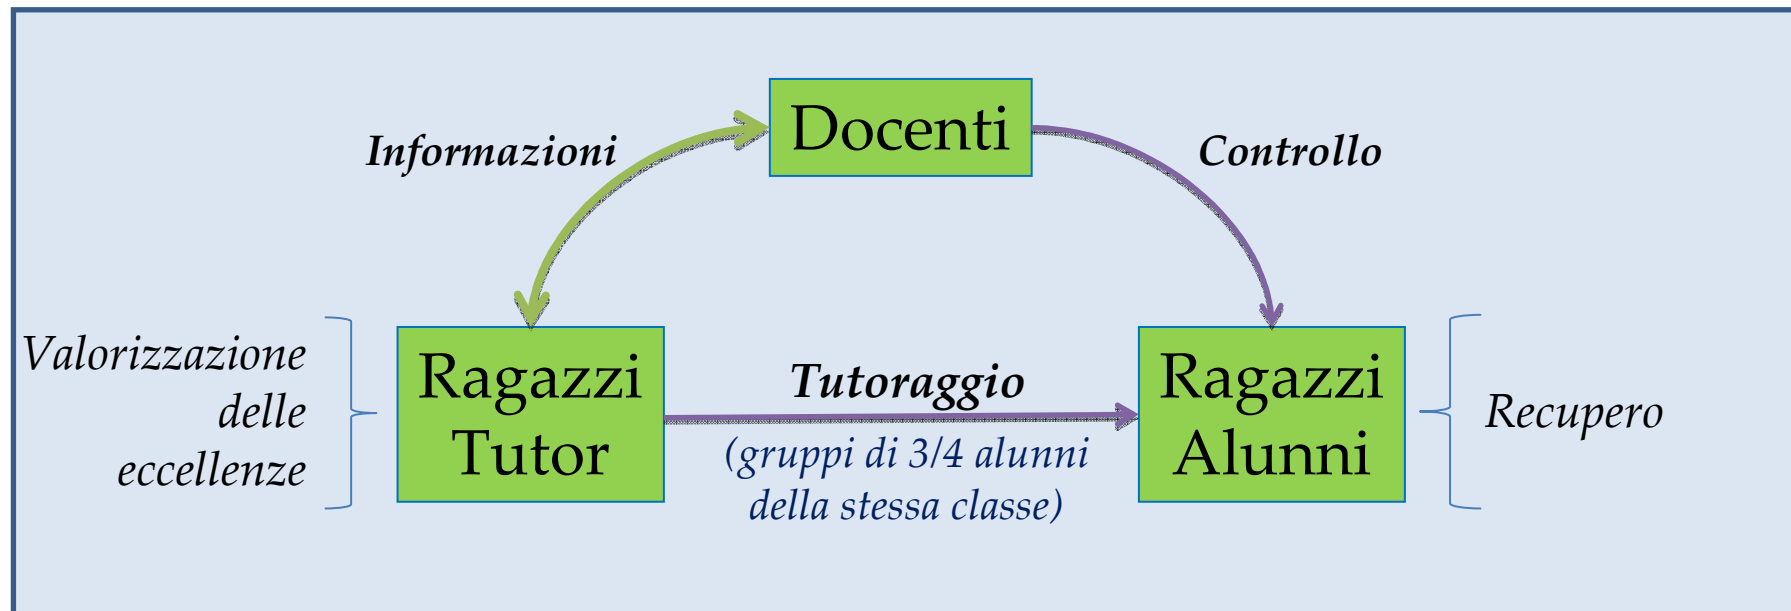 Docenti
Informazioni
Controllo
Valorizzazione
delle
eccellenze
Ragazzi
Tutor
Tutoraggio
(gruppi di 3/4 alunni
della stessa classe)
Ragazzi
Alunni
Recupero